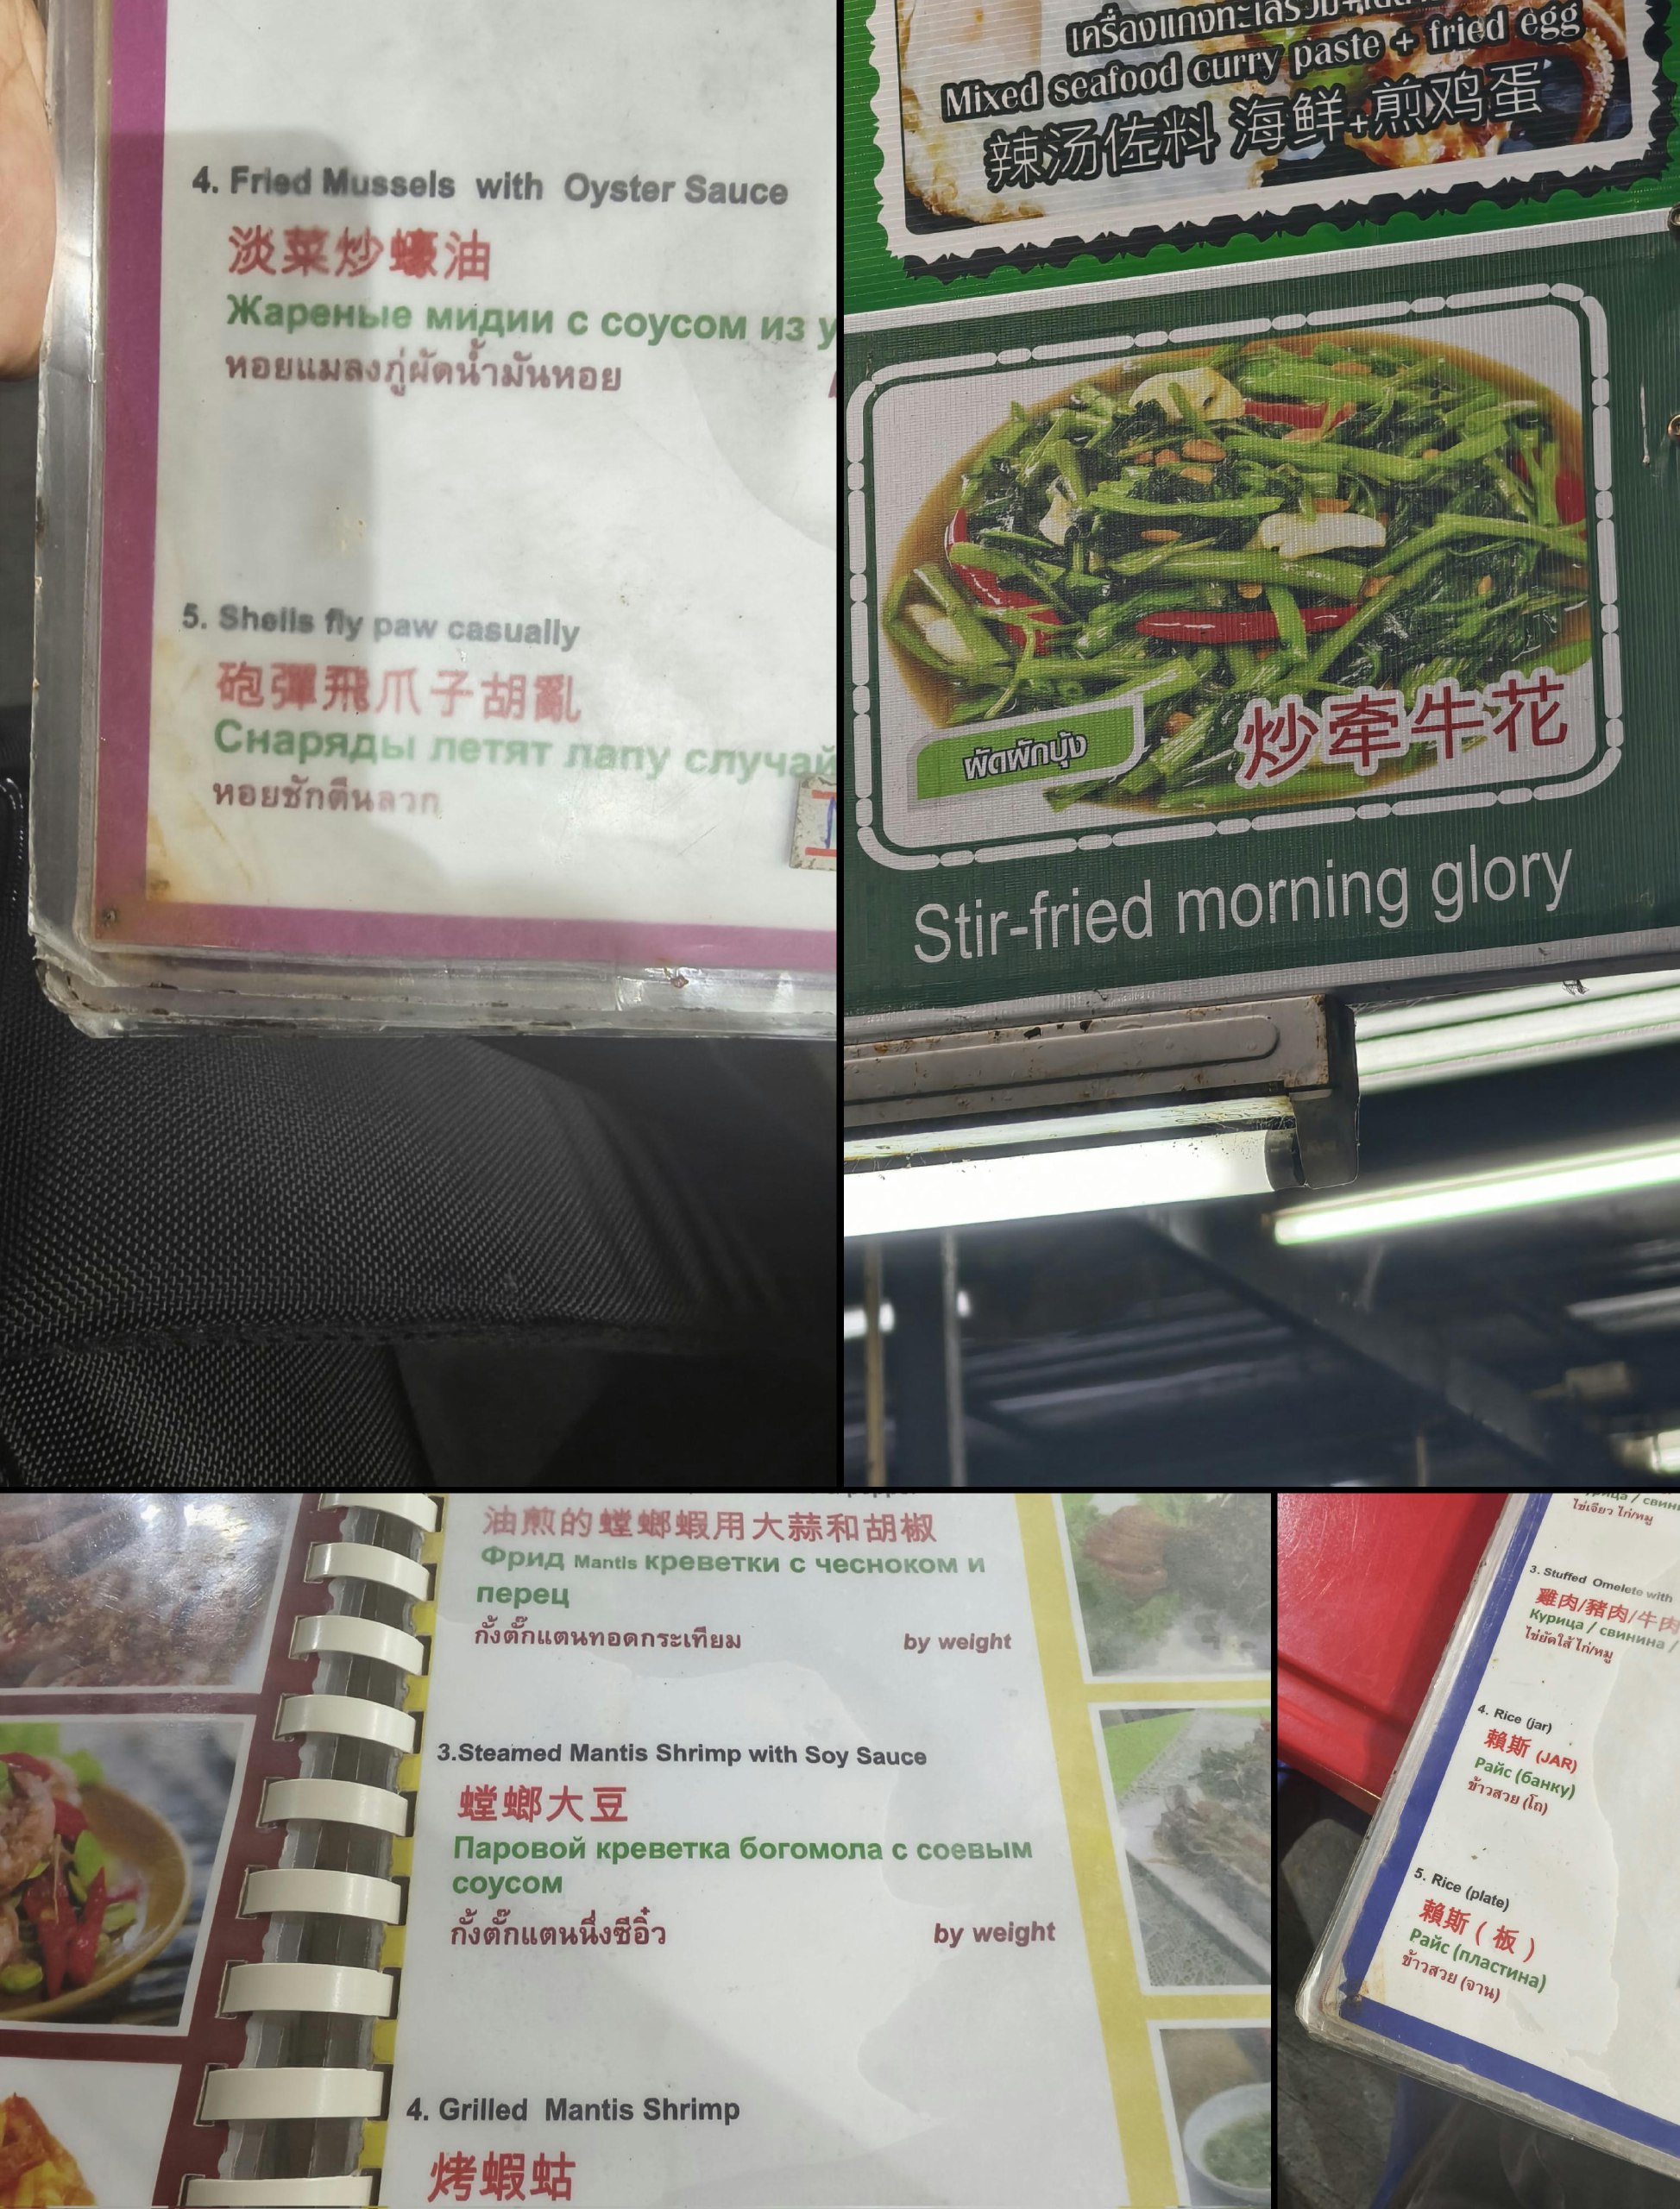 4. Fried Mussels with Oyster Sauce
淡菜炒蠔油
Жареные мидии с соусом из у
หอยแมลงภู่ผัดน้ำมันหอย
5. Shells fly paw casually
砲彈飛爪子胡亂
Снаряды летят лапу случай
หอยชักตีนลวก
เครื่องแกงทะเลรวม
Mixed seafood curry paste + fried egg
辣汤佐料 海鲜+煎鸡蛋
ผัดผักบุ้ง
炒牵牛花
Stir-fried morning glory
油煎的螳螂蝦用大蒜和胡椒
Фрид Mantis креветки с чесноком и
перец
กั้งตั๊กแตนทอดกระเทียม by weight
3.Steamed Mantis Shrimp with Soy Sauce
螳螂大豆
Паровой креветка богомола с соевым
соусом
กั้งตั๊กแตนนึ่งซีอิ๋ว by weight
4. Grilled Mantis Shrimp
烤蝦蛄
ไข่เจียว ไก่/หมู
3. Stuffed Omelete with
雞肉/豬肉/牛肉
Курица / свинина /
ไข่ยัดใส้ ไก่/หมู
4. Rice (jar)
賴斯 (JAR)
Райс (банку)
ข้าวสวย (โถ)
5. Rice (plate)
賴斯 ( 板 )
Райс (пластина)
ข้าวสวย (จาน)